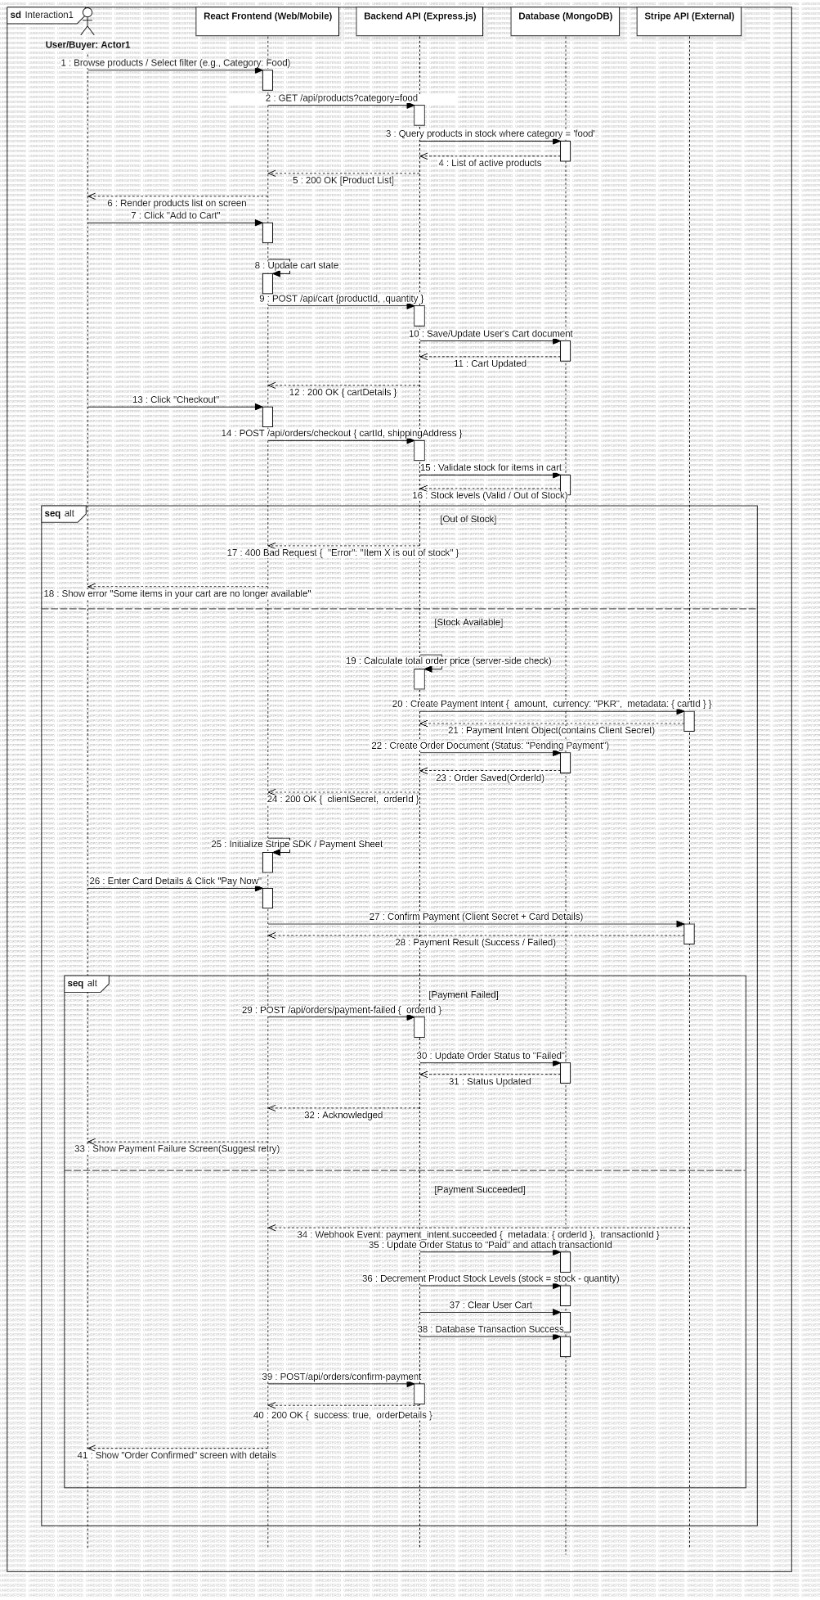 sd Interaction1
React Frontend (Web/Mobile)
Backend API (Express.js)
Database (MongoDB)
Stripe API (External)
User/Buyer: Actor1
1 : Browse products / Select filter (e.g., Category: Food)
2 : GET /api/products?category=food
3 : Query products in stock where category = 'food'
4 : List of active products
5 : 200 OK [Product List]
6 : Render products list on screen
7 : Click "Add to Cart"
8 : Update cart state
9 : POST /api/cart {productId, ,quantity }
10 : Save/Update User's Cart document
11 : Cart Updated
12 : 200 OK { cartDetails }
13 : Click "Checkout"
14 : POST /api/orders/checkout { cartId, shippingAddress }
15 : Validate stock for items in cart
16 : Stock levels (Valid / Out of Stock)
seq alt
[Out of Stock]
17 : 400 Bad Request { "Error": "Item X is out of stock" }
18 : Show error "Some items in your cart are no longer available"
[Stock Available]
19 : Calculate total order price (server-side check)
20 : Create Payment Intent { amount, currency: "PKR", metadata: { cartId } }
21 : Payment Intent Object(contains Client Secret)
22 : Create Order Document (Status: "Pending Payment")
23 : Order Saved(OrderId)
24 : 200 OK { clientSecret, orderId }
25 : Initialize Stripe SDK / Payment Sheet
26 : Enter Card Details & Click "Pay Now"
27 : Confirm Payment (Client Secret + Card Details)
28 : Payment Result (Success / Failed)
seq alt
[Payment Failed]
29 : POST /api/orders/payment-failed { orderId }
30 : Update Order Status to "Failed"
31 : Status Updated
32 : Acknowledged
33 : Show Payment Failure Screen(Suggest retry)
[Payment Succeeded]
34 : Webhook Event: payment_intent.succeeded { metadata: { orderId }, transactionId }
35 : Update Order Status to "Paid" and attach transactionId
36 : Decrement Product Stock Levels (stock = stock - quantity)
37 : Clear User Cart
38 : Database Transaction Success
39 : POST/api/orders/confirm-payment
40 : 200 OK { success: true, orderDetails }
41 : Show "Order Confirmed" screen with details